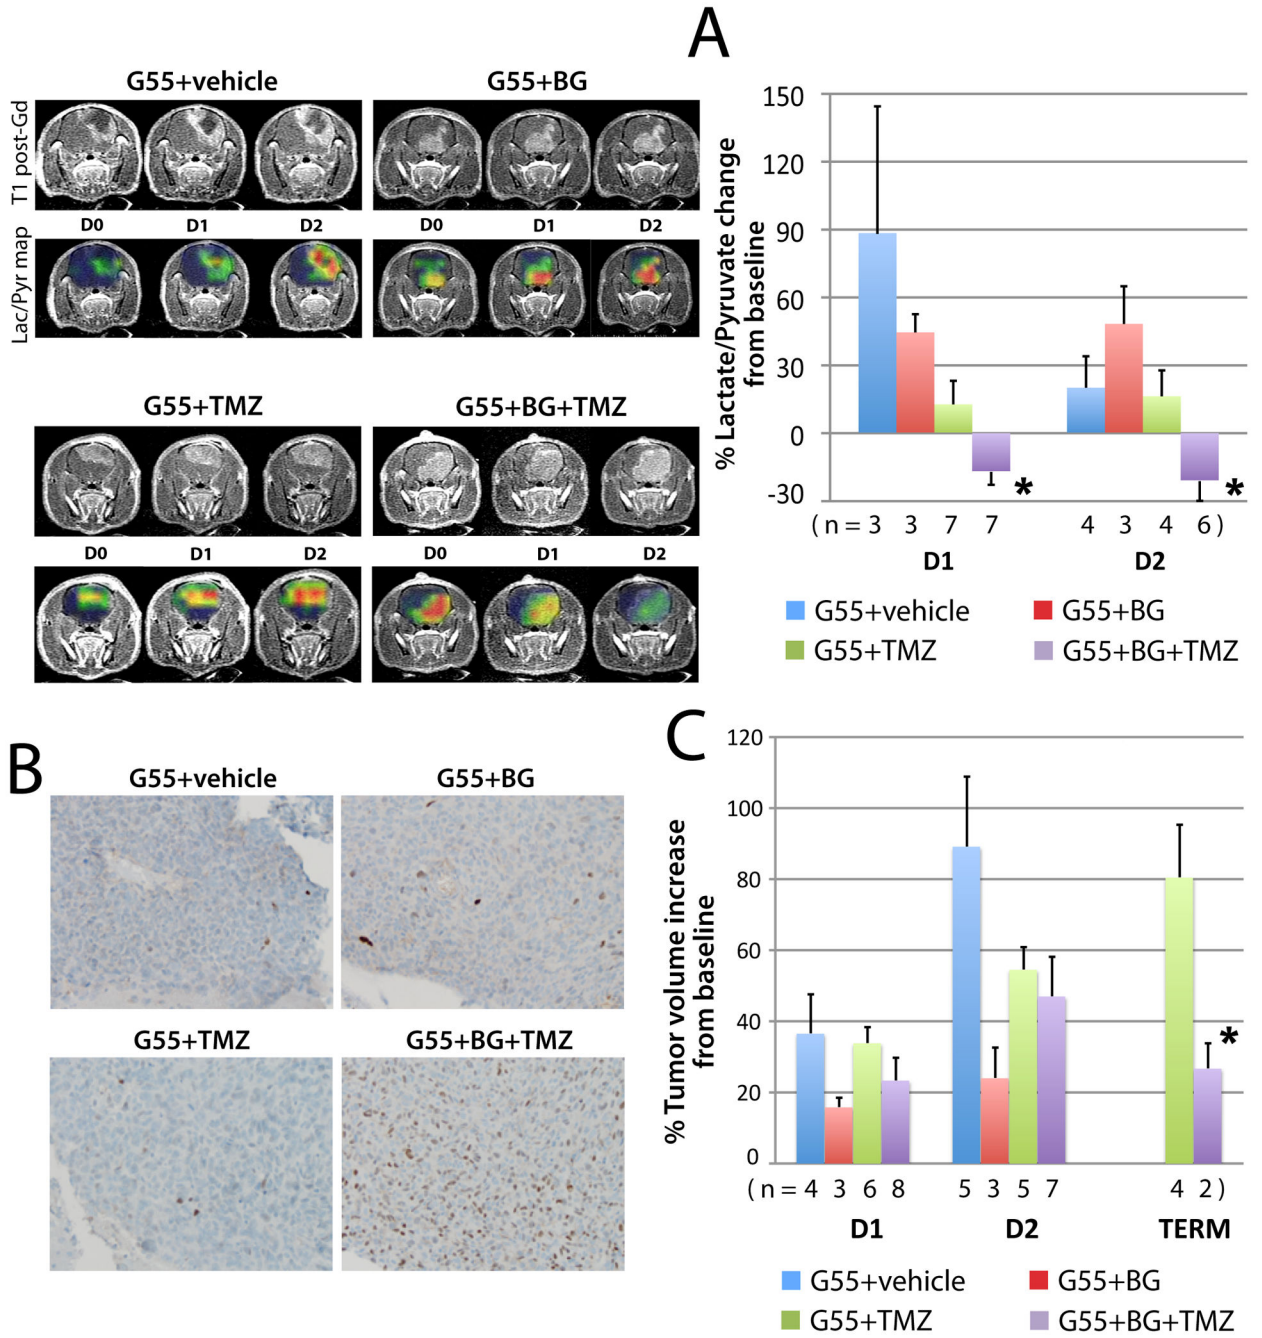 A
G55+vehicle G55+BG
T1 post-Gd
D0 D1 D2 D0 D1 D2
Lac/Pyr map
G55+TMZ G55+BG+TMZ
D0 D1 D2 D0 D1 D2
% Lactate/Pyruvate change
from baseline
150
120
90
60
30
0
-30
( n = 3 3 7 7 4 3 4 6 )
D1 D2
G55+vehicle G55+BG
G55+TMZ G55+BG+TMZ
B
G55+vehicle G55+BG
G55+TMZ G55+BG+TMZ
C
% Tumor volume increase
from baseline
120
100
80
60
40
20
0
* *
*
( n = 4 3 6 8 5 3 5 7 4 2 )
D1 D2 TERM
G55+vehicle G55+BG
G55+TMZ G55+BG+TMZ